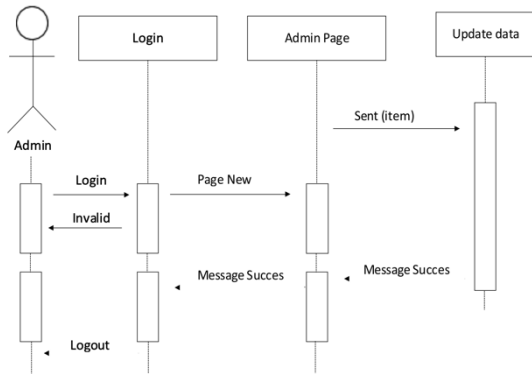 Login
Admin Page
Update data
Sent (item)
Admin
Login
Page New
Invalid
Message Succes
Message Succes
Logout